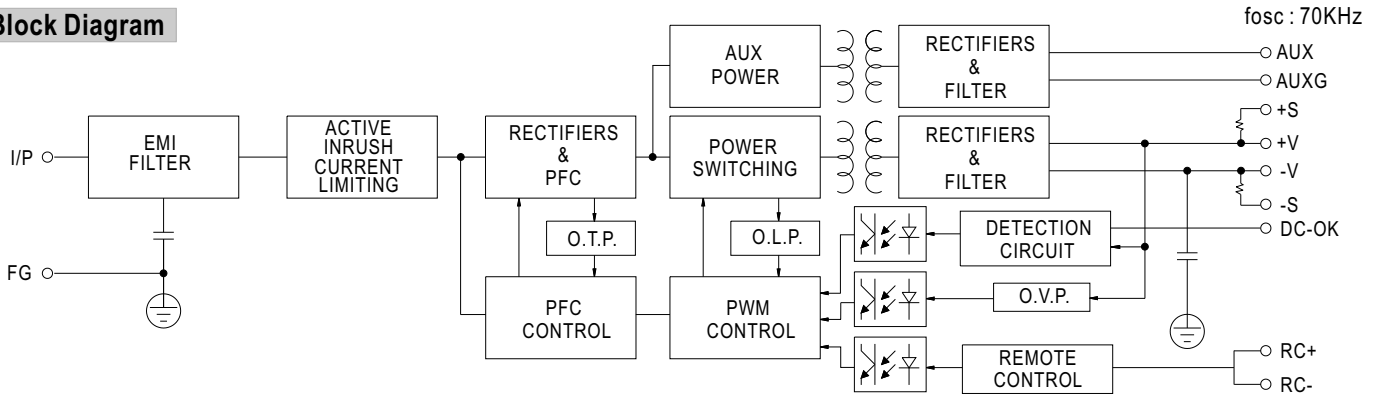 Block Diagram
fosc : 70KHz
AUX
POWER
RECTIFIERS
&
FILTER
AUX
AUXG
I/P
EMI
FILTER
ACTIVE
INRUSH
CURRENT
LIMITING
RECTIFIERS
&
PFC
POWER
SWITCHING
RECTIFIERS
&
FILTER
+S
+V
-V
-S
O.T.P.
O.L.P.
DETECTION
CIRCUIT
DC-OK
FG
PFC
CONTROL
PWM
CONTROL
O.V.P.
REMOTE
CONTROL
RC+
RC-